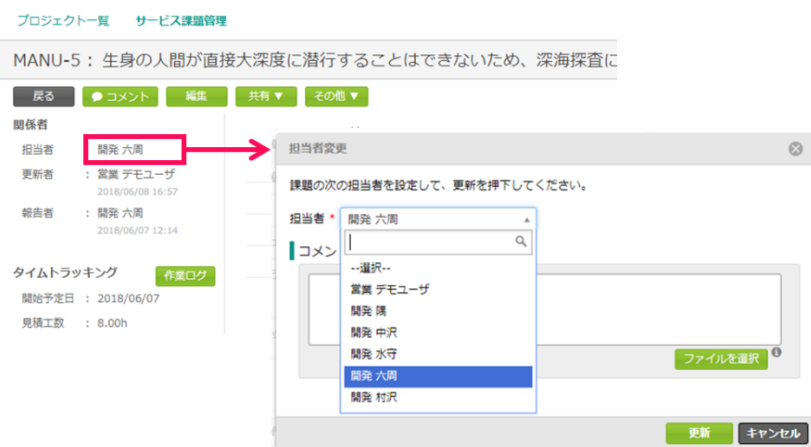 プロジェクト一覧 サービス課題管理
MANU-5： 生身の人間が直接大深度に潜行することはできないため、深海探査に
戻る コメント 編集 共有▼ その他▼
関係者
担当者 開発 六周
更新者 ： 営業 デモユーザ
2018/06/08 16:57
報告者 ： 開発 六周
2018/06/07 12:14
タイムトラッキング 作業ログ
開始予定日 ： 2018/06/07
見積工数 ： 8.00h
--
担当者変更
課題の次の担当者を設定して、更新を押下してください。
担当者 * 開発 六周
コメン
--選択--
営業 デモユーザ
開発 隅
開発 中沢
開発 水守
開発 六周
開発 村沢
ファイルを選択
更新 キャンセル